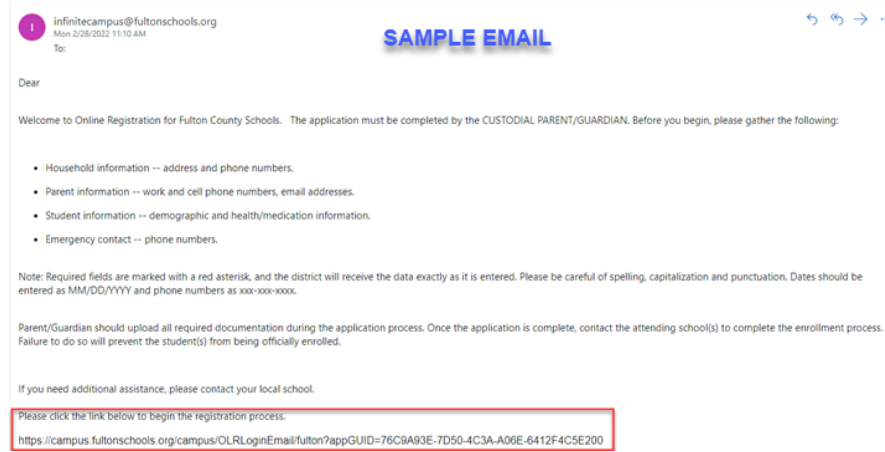 I
infinitecampus@fultonschools.org
Mon 2/28/2022 11:10 AM
To:
SAMPLE EMAIL
Dear
Welcome to Online Registration for Fulton County Schools.   The application must be completed by the CUSTODIAL PARENT/GUARDIAN. Before you begin, please gather the following:
• Household information -- address and phone numbers.
• Parent information -- work and cell phone numbers, email addresses.
• Student information -- demographic and health/medication information.
• Emergency contact -- phone numbers.
Note: Required fields are marked with a red asterisk, and the district will receive the data exactly as it is entered. Please be careful of spelling, capitalization and punctuation. Dates should be
entered as MM/DD/YYYY and phone numbers as xxx-xxx-xxxx.
Parent/Guardian should upload all required documentation during the application process. Once the application is complete, contact the attending school(s) to complete the enrollment process.
Failure to do so will prevent the student(s) from being officially enrolled.
If you need additional assistance, please contact your local school.
Please click the link below to begin the registration process.
https://campus.fultonschools.org/campus/OLRLoginEmail/fulton?appGUID=76C9A93E-7D50-4C3A-A06E-6412F4C5E200